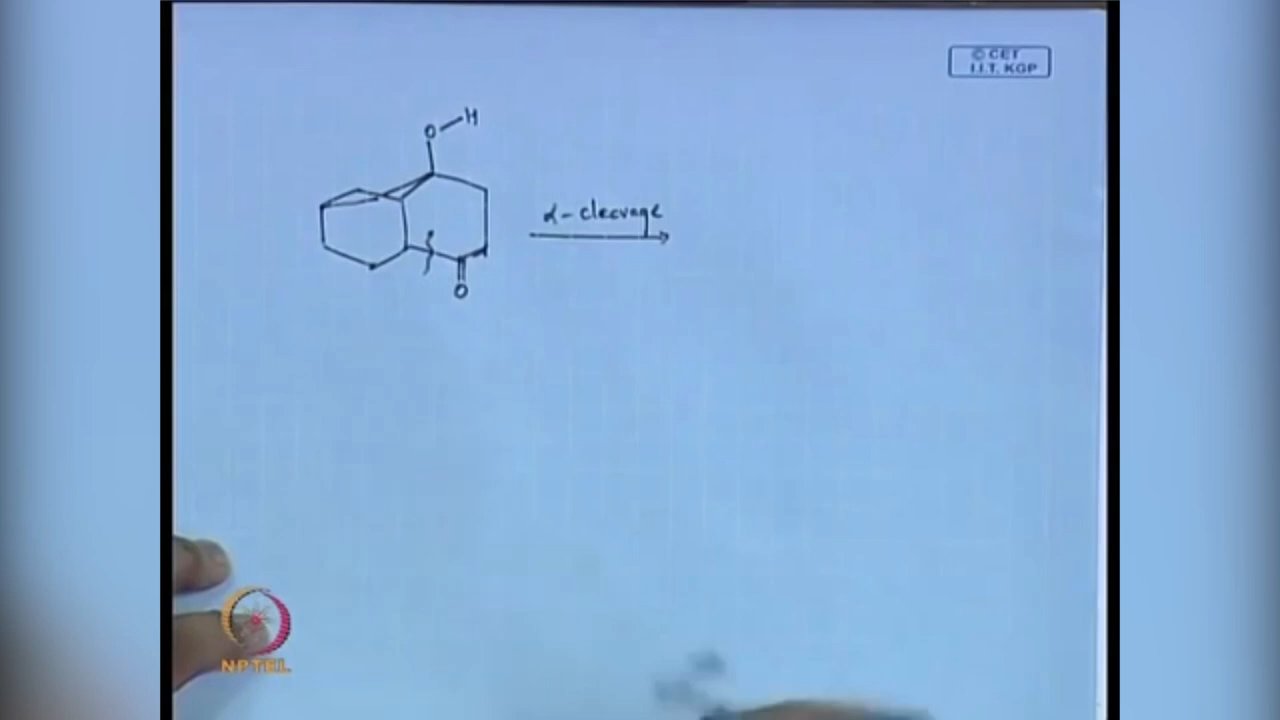 © CET
I.I.T. KGP
O
H
α-cleavage
O
NPTEL